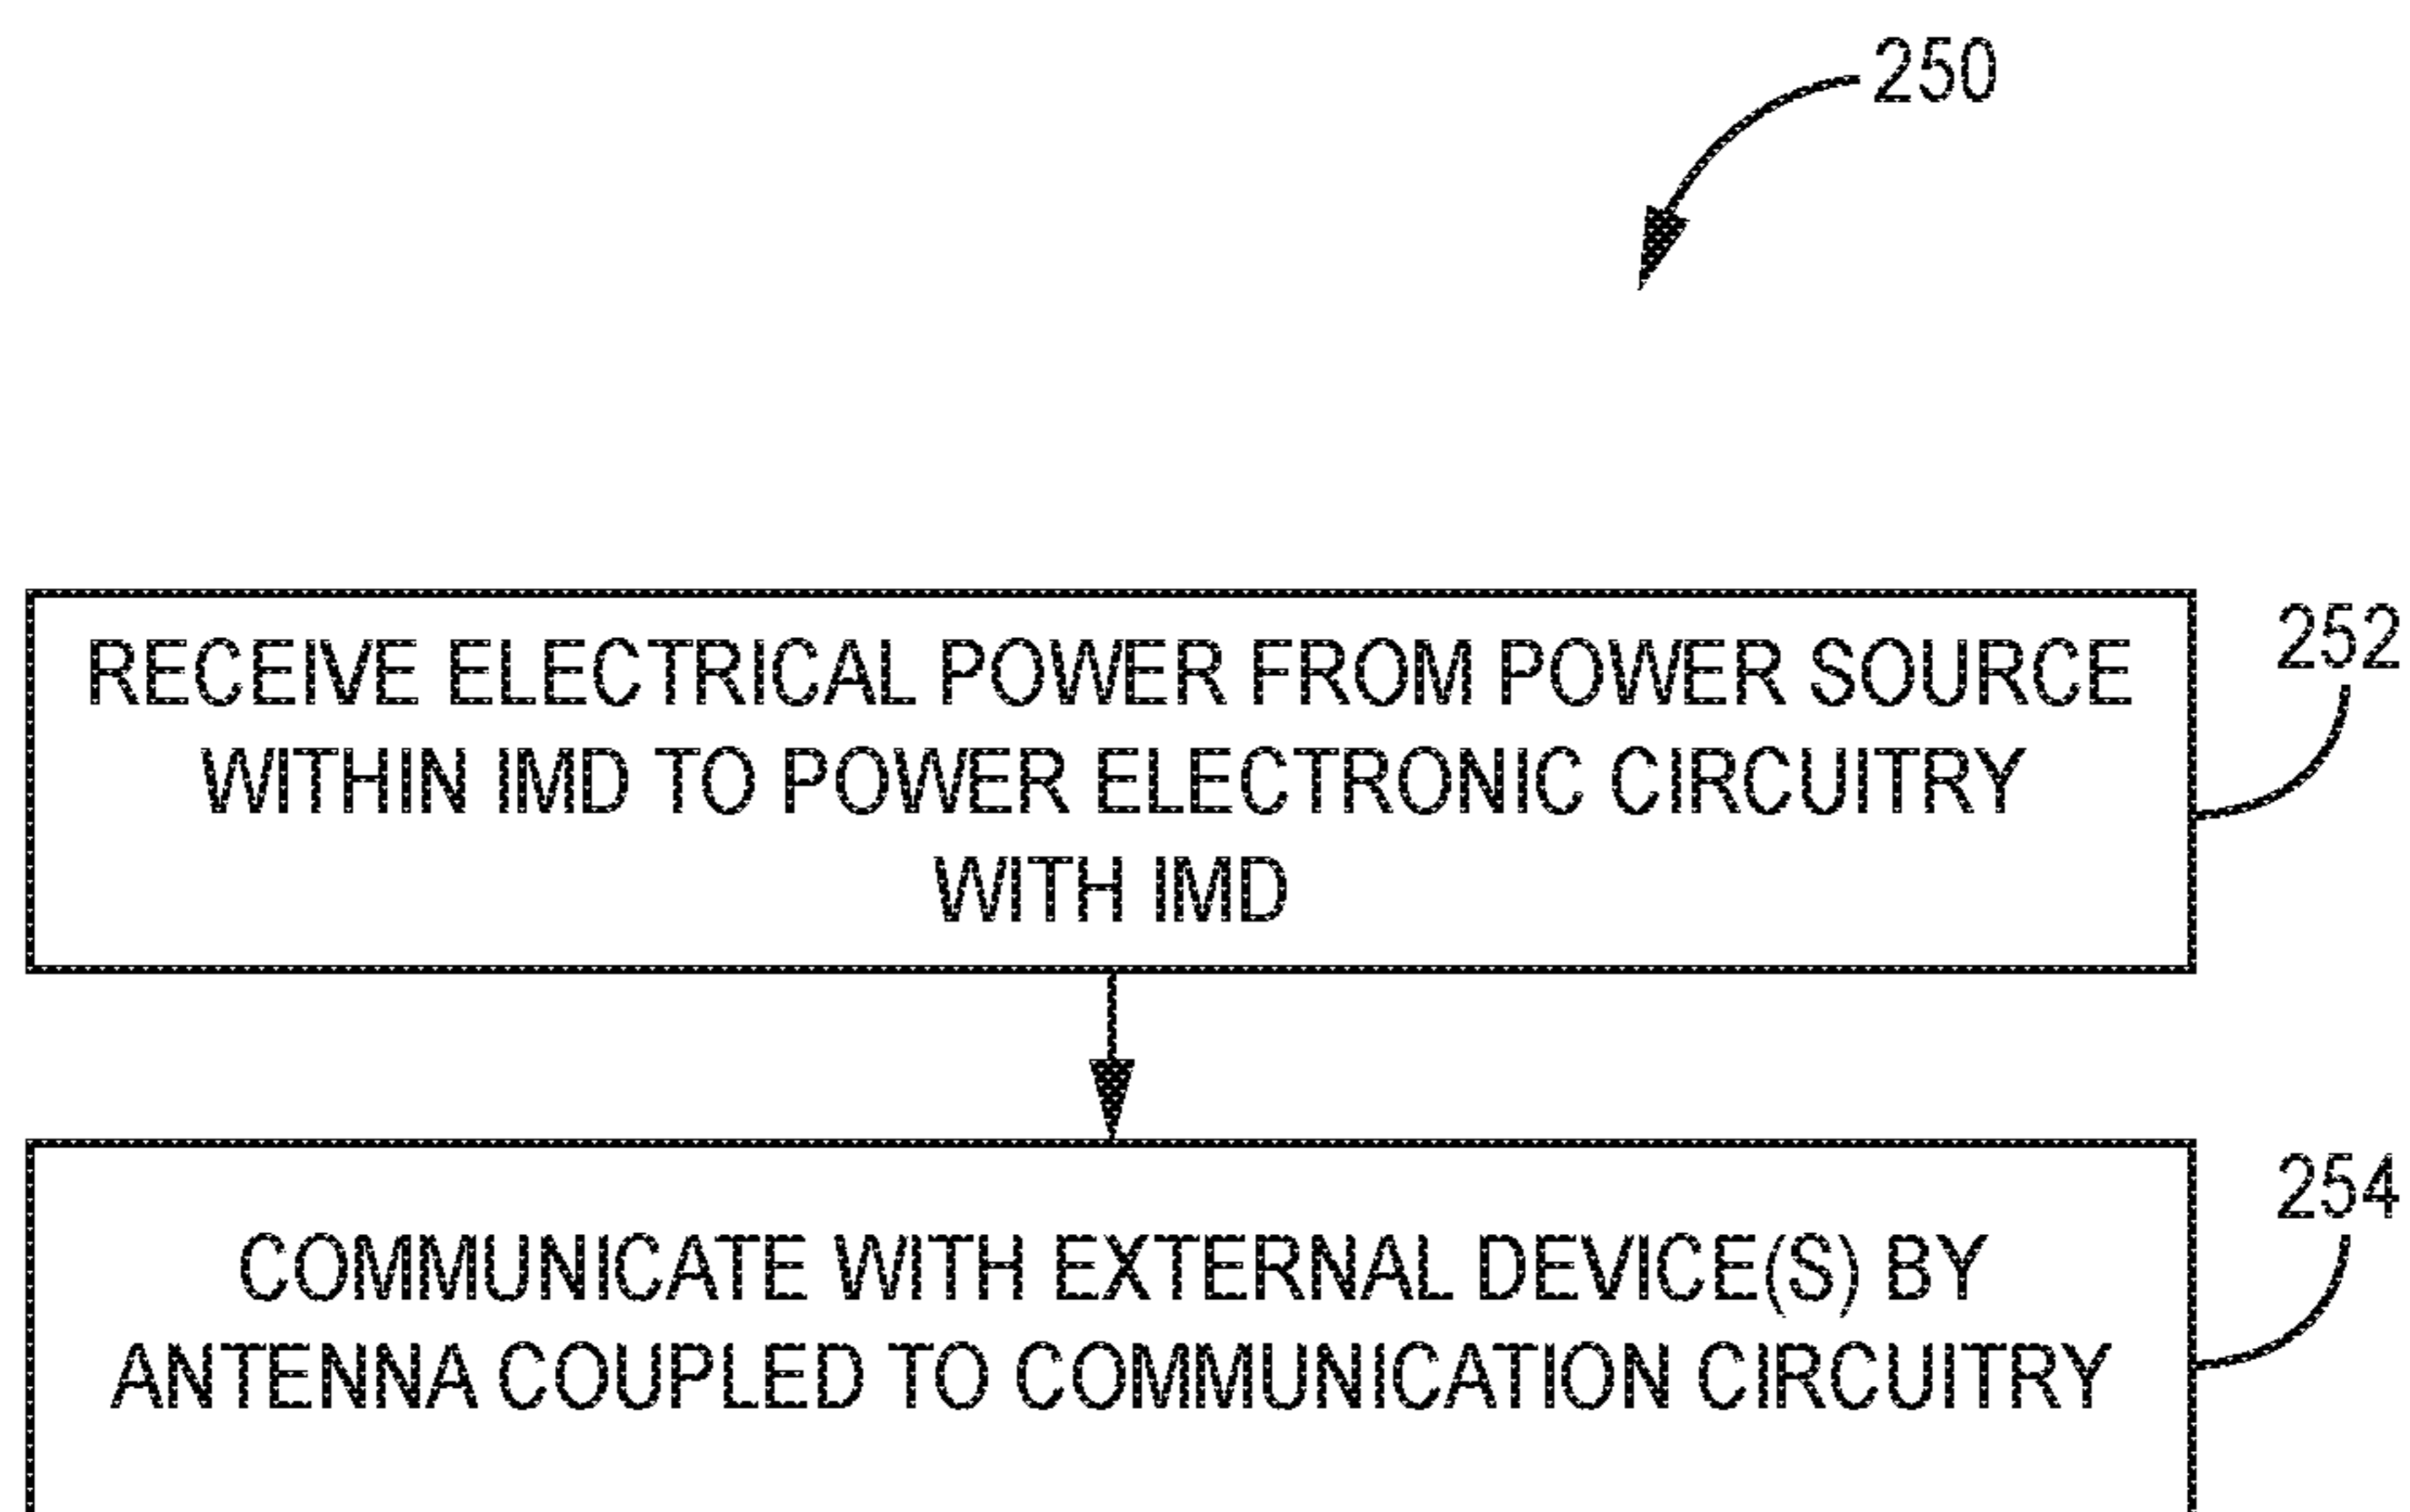 250
RECEIVE ELECTRICAL POWER FROM POWER SOURCE
WITHIN IMD TO POWER ELECTRONIC CIRCUITRY
WITH IMD
252
COMMUNICATE WITH EXTERNAL DEVICE(S) BY
ANTENNA COUPLED TO COMMUNICATION CIRCUITRY
254